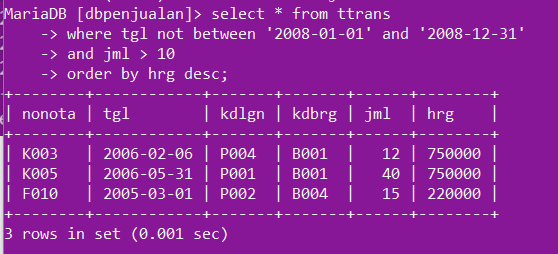 MariaDB [dbpenjualan]> select * from ttrans
    -> where tgl not between '2008-01-01' and '2008-12-31'
    -> and jml > 10
    -> order by hrg desc;
+--------+------------+-------+-------+------+--------+
| nonota | tgl        | kdlgn | kdbrg | jml  | hrg    |
+--------+------------+-------+-------+------+--------+
| K003   | 2006-02-06 | P004  | B001  |   12 | 750000 |
| K005   | 2006-05-31 | P001  | B001  |   40 | 750000 |
| F010   | 2005-03-01 | P002  | B004  |   15 | 220000 |
+--------+------------+-------+-------+------+--------+
3 rows in set (0.001 sec)